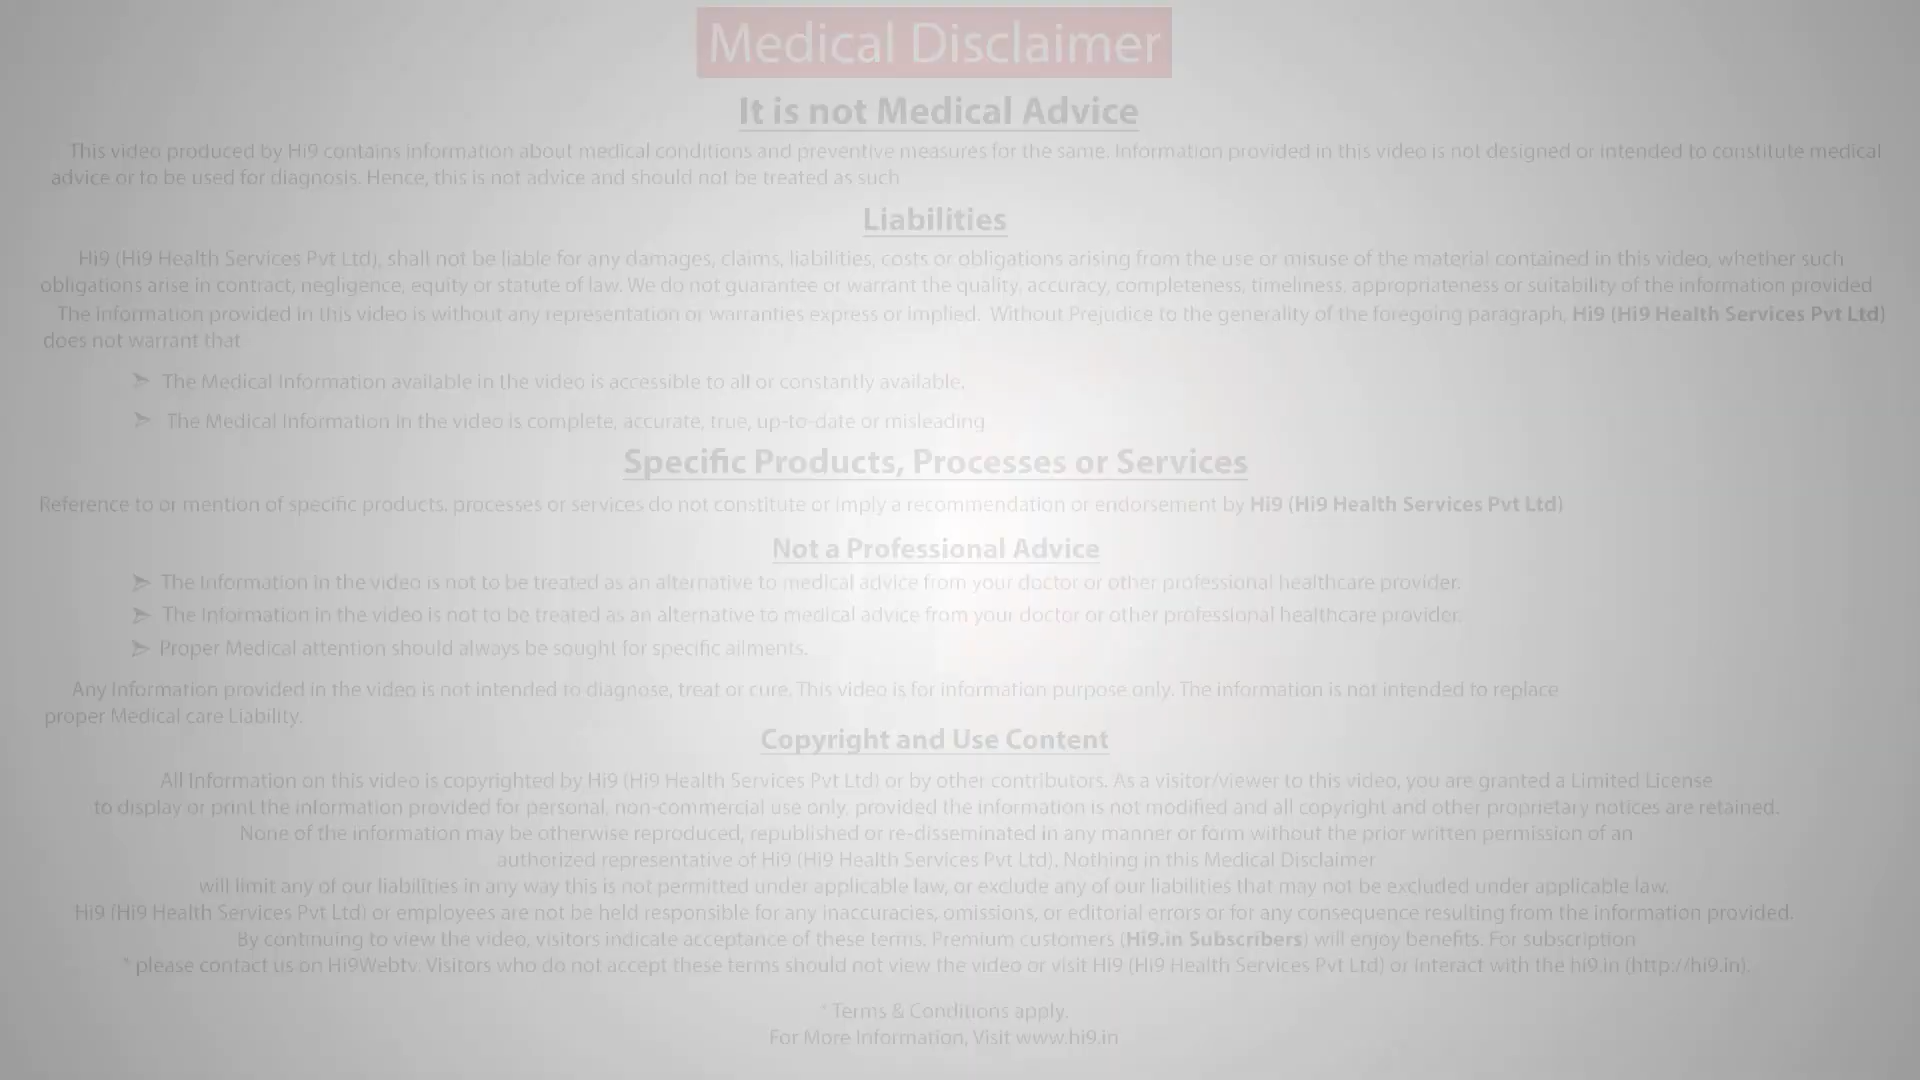 Medical Disclaimer
It is not Medical Advice
This video produced by Hi9 contains information about medical conditions and preventive measures for the same. Information provided in this video is not designed or intended to constitute medical
advice or to be used for diagnosis. Hence, this is not advice and should not be treated as such
Liabilities
Hi9 (Hi9 Health Services Pvt Ltd), shall not be liable for any damages, claims, liabilities, costs or obligations arising from the use or misuse of the material contained in this video, whether such
obligations arise in contract, negligence, equity or statute of law. We do not guarantee or warrant the quality, accuracy, completeness, timeliness, appropriateness or suitability of the information provided
The information provided in this video is without any representation or warranties express or implied. Without Prejudice to the generality of the foregoing paragraph, Hi9 (Hi9 Health Services Pvt Ltd)
does not warrant that
➢ The Medical Information available in the video is accessible to all or constantly available.
➢ The Medical Information In the video is complete, accurate, true, up-to-date or misleading
Specific Products, Processes or Services
Reference to or mention of specific products, processes or services do not constitute or imply a recommendation or endorsement by Hi9 (Hi9 Health Services Pvt Ltd)
Not a Professional Advice
➢ The Information in the video is not to be treated as an alternative to medical advice from your doctor or other professional healthcare provider.
➢ The Information in the video is not to be treated as an alternative to medical advice from your doctor or other professional healthcare provider.
➢ Proper Medical attention should always be sought for specific ailments.
Any Information provided in the video is not intended to diagnose, treat or cure. This video is for information purpose only. The information is not intended to replace
proper Medical care Liability.
Copyright and Use Content
All Information on this video is copyrighted by Hi9 (Hi9 Health Services Pvt Ltd) or by other contributors. As a visitor/viewer to this video, you are granted a Limited License
to display or print the information provided for personal, non-commercial use only, provided the information is not modified and all copyright and other proprietary notices are retained.
None of the information may be otherwise reproduced, republished or re-disseminated in any manner or form without the prior written permission of an
authorized representative of Hi9 (Hi9 Health Services Pvt Ltd). Nothing in this Medical Disclaimer
will limit any of our liabilities in any way this is not permitted under applicable law, or exclude any of our liabilities that may not be excluded under applicable law.
Hi9 (Hi9 Health Services Pvt Ltd) or employees are not be held responsible for any inaccuracies, omissions, or editorial errors or for any consequence resulting from the information provided.
By continuing to view the video, visitors indicate acceptance of these terms. Premium customers (Hi9.in Subscribers) will enjoy benefits. For subscription
* please contact us on Hi9Webtv. Visitors who do not accept these terms should not view the video or visit Hi9 (Hi9 Health Services Pvt Ltd) or Interact with the hi9.in (http://hi9.in).
* Terms & Conditions apply.
For More Information, Visit www.hi9.in